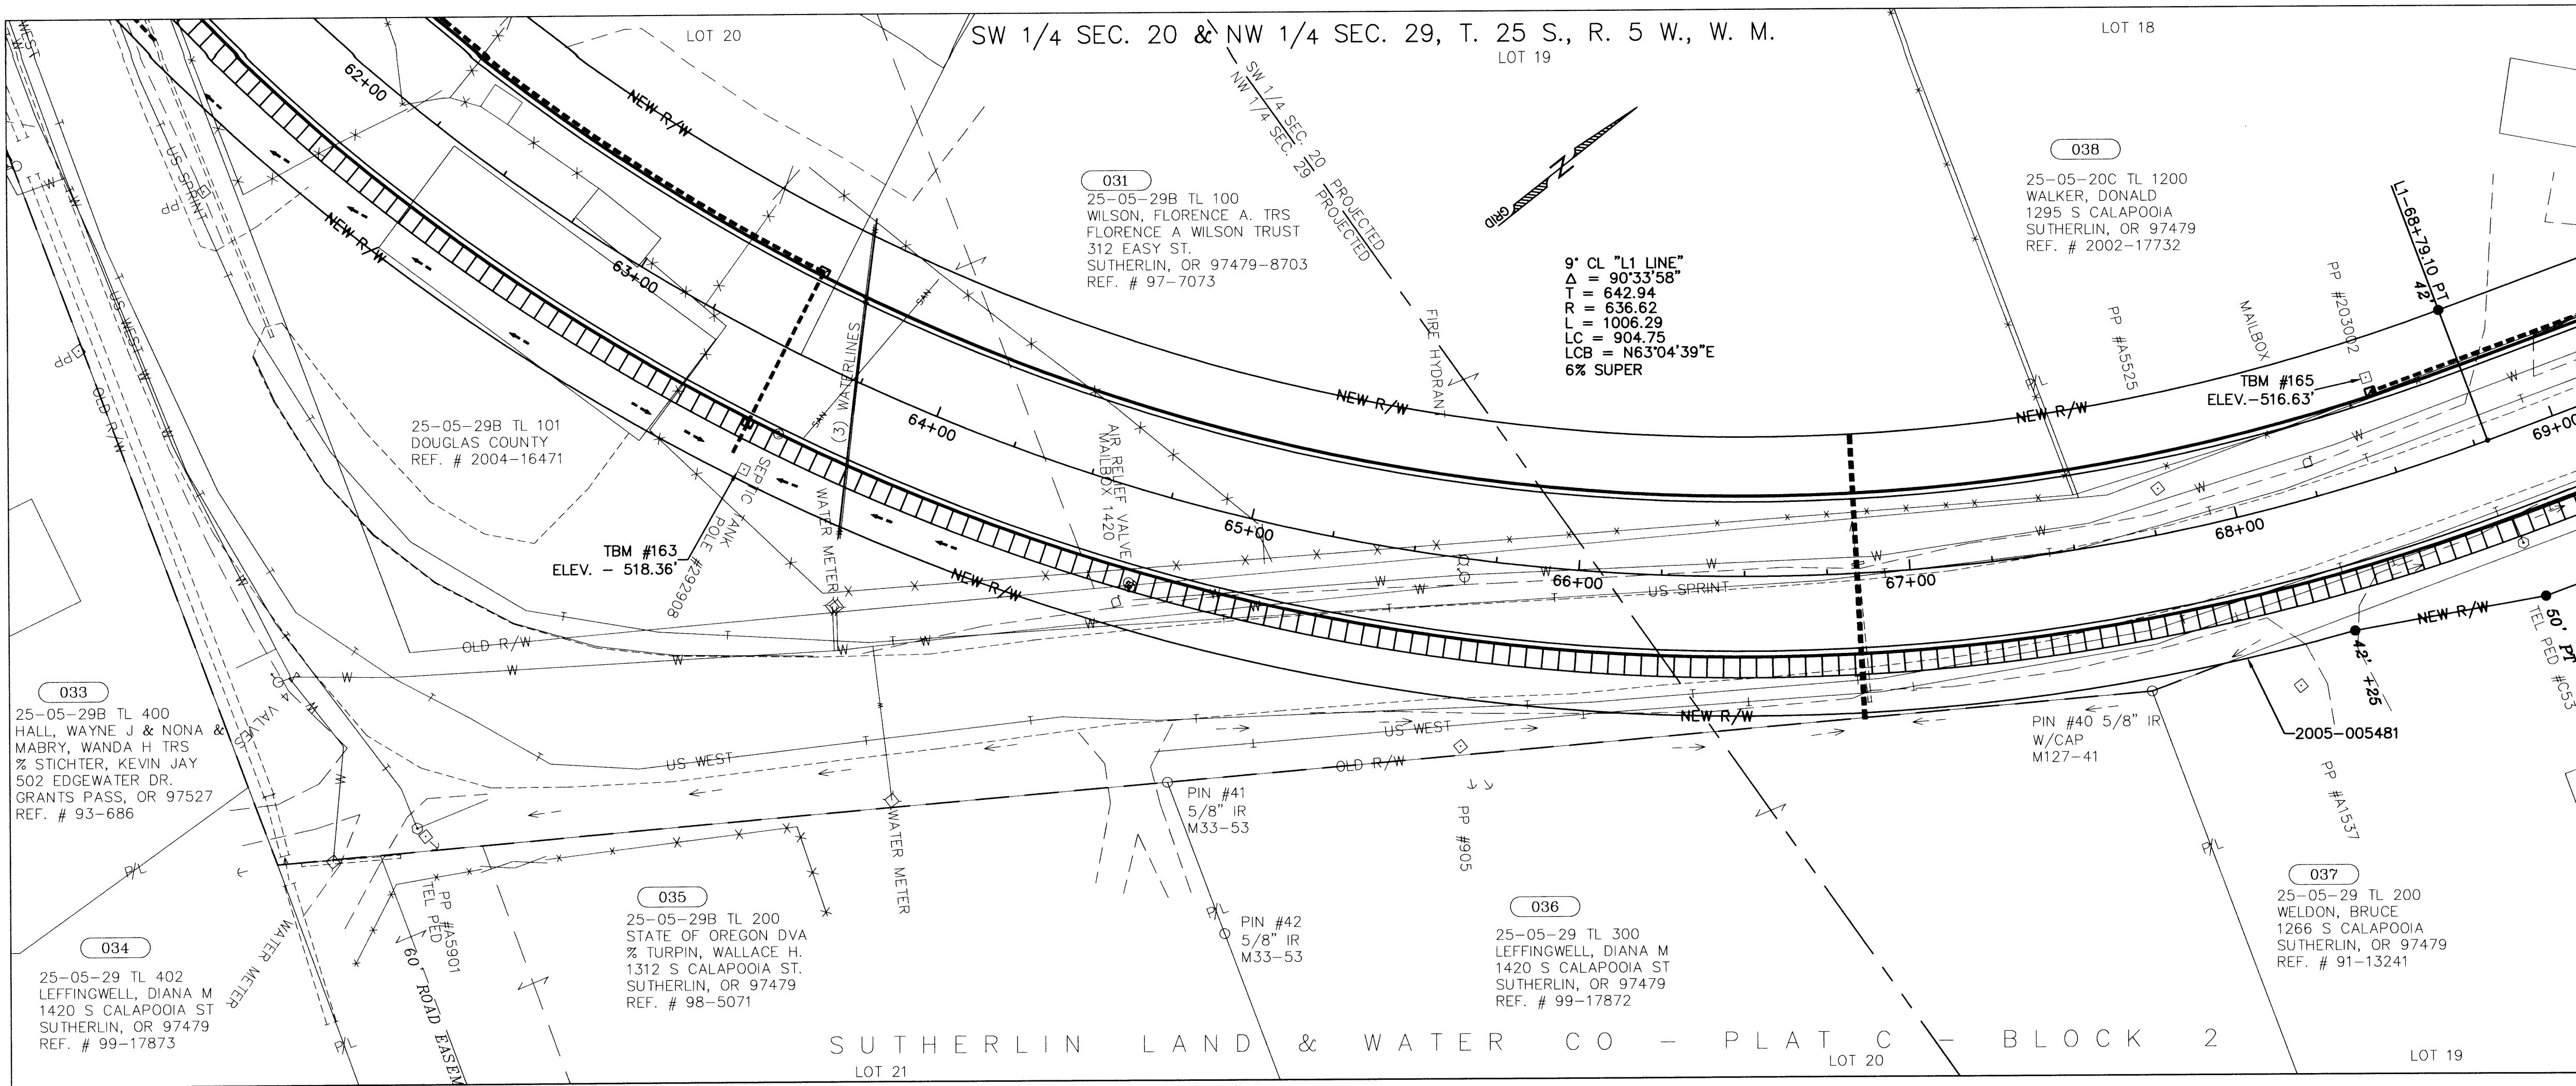 SW 1/4 SEC. 20 & NW 1/4 SEC. 29, T. 25 S., R. 5 W., W. M.
LOT 20
LOT 19
LOT 18
SW 1/4 SEC. 20 PROJECTED
NW 1/4 SEC. 29 PROJECTED
62+00
63+00
64+00
65+00
66+00
67+00
68+00
69+00
NEW R/W
NEW R/W
NEW R/W
NEW R/W
NEW R/W
NEW R/W
NEW R/W
WEST
US SPRINT
PP
US WEST
PP
OLD R/W
N
GRID
031
25-05-29B TL 100
WILSON, FLORENCE A. TRS
FLORENCE A WILSON TRUST
312 EASY ST.
SUTHERLIN, OR 97479-8703
REF. # 97-7073
9° CL "L1 LINE"
Δ = 90°33'58"
T = 642.94
R = 636.62
L = 1006.29
LC = 904.75
LCB = N63°04'39"E
6% SUPER
038
25-05-20C TL 1200
WALKER, DONALD
1295 S CALAPOOIA
SUTHERLIN, OR 97479
REF. # 2002-17732
L1-68+79.10 PT
42'
PP #A5525
MAILBOX
PP #203002
P/L
TBM #165
ELEV.-516.63'
FIRE HYDRANT
SAN
SAN
(3) WATERLINES
25-05-29B TL 101
DOUGLAS COUNTY
REF. # 2004-16471
AIR RELIEF VALVE
MAILBOX 1420
SEPTIC TANK
POLE #292908
WATER METER
TBM #163
ELEV. - 518.36'
OLD R/W
US SPRINT
US WEST
US WEST
OLD R/W
4 VALVES
033
25-05-29B TL 400
HALL, WAYNE J & NONA &
MABRY, WANDA H TRS
% STICHTER, KEVIN JAY
502 EDGEWATER DR.
GRANTS PASS, OR 97527
REF. # 93-686
PIN #40 5/8" IR
W/CAP
M127-41
2005-005481
42' +25
50' PT
TEL PED #C53
PP #A1537
PIN #41
5/8" IR
M33-53
PP #905
WATER METER
P/L
P/L
P/L
P/L
PIN #42
5/8" IR
M33-53
034
25-05-29 TL 402
LEFFINGWELL, DIANA M
1420 S CALAPOOIA ST
SUTHERLIN, OR 97479
REF. # 99-17873
WATER METER
PP #A5901
TEL PED
60' ROAD EASEM
035
25-05-29B TL 200
STATE OF OREGON DVA
% TURPIN, WALLACE H.
1312 S CALAPOOIA ST.
SUTHERLIN, OR 97479
REF. # 98-5071
036
25-05-29 TL 300
LEFFINGWELL, DIANA M
1420 S CALAPOOIA ST
SUTHERLIN, OR 97479
REF. # 99-17872
037
25-05-29 TL 200
WELDON, BRUCE
1266 S CALAPOOIA
SUTHERLIN, OR 97479
REF. # 91-13241
SUTHERLIN LAND & WATER CO - PLAT C - BLOCK 2
LOT 21
LOT 20
LOT 19